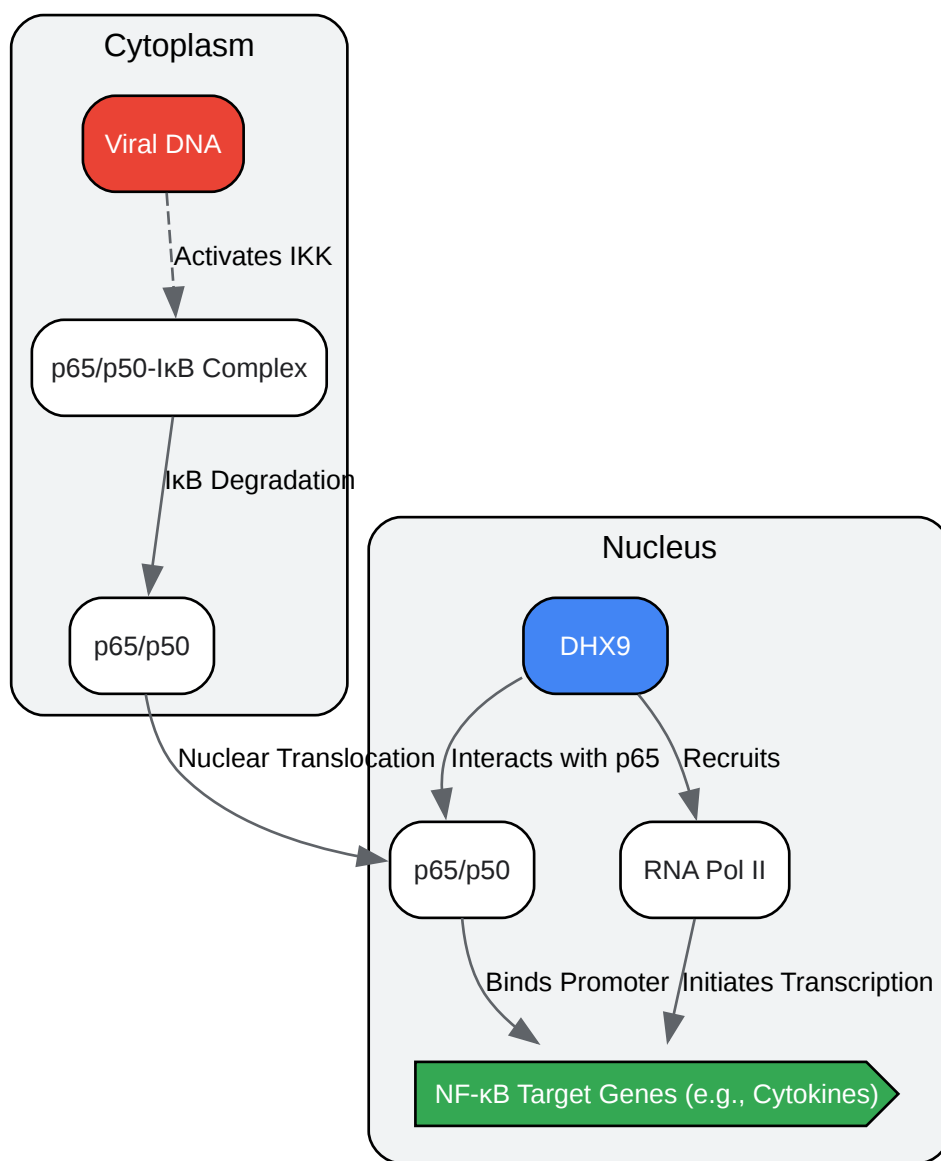 Cytoplasm
Viral DNA
Activates IKK
p65/p50-IκB Complex
IκB Degradation
Nucleus
p65/p50
DHX9
Nuclear Translocation
Interacts with p65
Recruits
p65/p50
RNA Pol II
Binds Promoter
Initiates Transcription
NF-κB Target Genes (e.g., Cytokines)